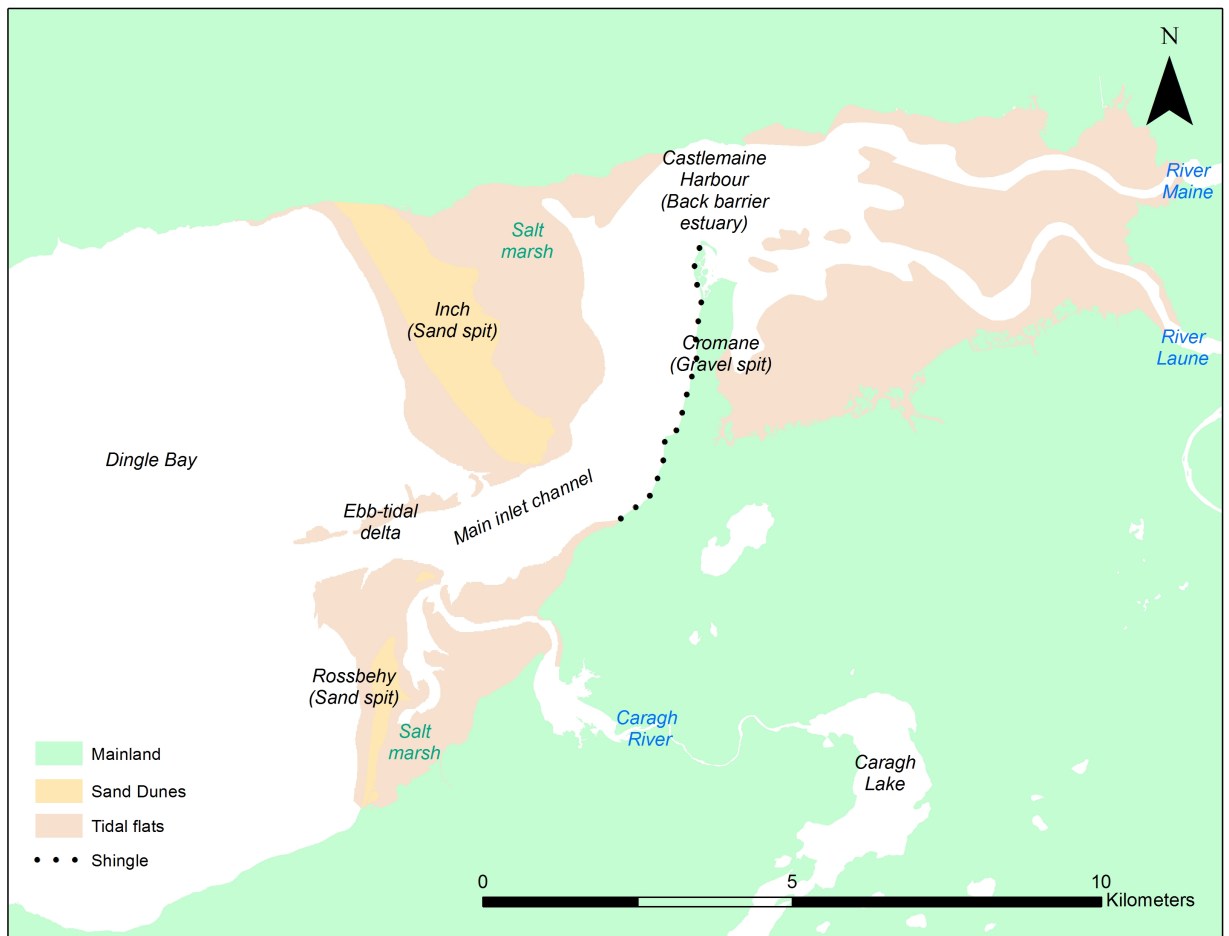 N
Castlemaine
Harbour
(Back barrier
estuary)
River
Maine
Salt
marsh
Inch
(Sand spit)
Cromane
(Gravel spit)
River
Laune
Dingle Bay
Ebb-tidal
delta
Main inlet channel
Rossbehy
(Sand spit)
Salt
marsh
Caragh
River
Caragh
Lake
Mainland
Sand Dunes
Tidal flats
Shingle
0 5 10
Kilometers